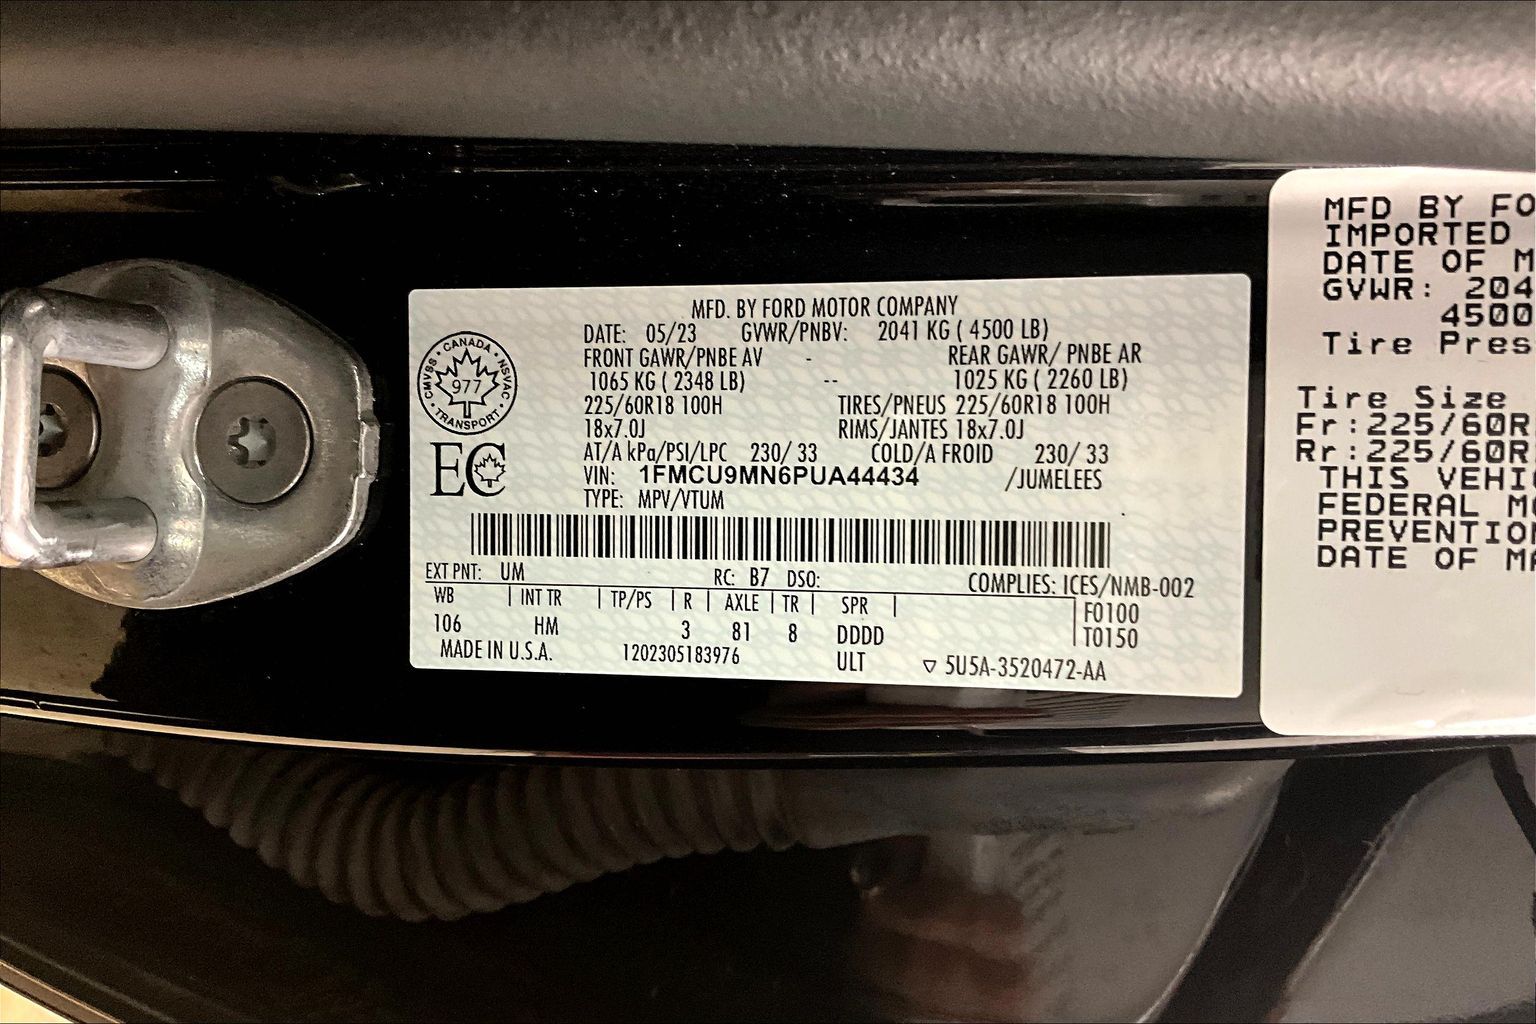 MFD. BY FORD MOTOR COMPANY
DATE: 05/23 GVWR/PNBV: 2041 KG ( 4500 LB)
FRONT GAWR/PNBE AV - REAR GAWR/ PNBE AR
1065 KG ( 2348 LB) -- 1025 KG ( 2260 LB)
225/60R18 100H TIRES/PNEUS 225/60R18 100H
18x7.0J RIMS/JANTES 18x7.0J
AT/A kPa/PSI/LPC 230/ 33 COLD/A FROID 230/ 33
VIN: 1FMCU9MN6PUA44434 /JUMELEES
TYPE: MPV/VTUM
CANADA • NSVAC • TRANSPORT • CMVSS
977
EC
EXT PNT: UM RC: B7 DSO: COMPLIES: ICES/NMB-002
WB | INT TR | TP/PS | R | AXLE | TR | SPR | F0100
106 HM 3 81 8 DDDD T0150
MADE IN U.S.A. 1202305183976 ULT ▽ 5U5A-3520472-AA
MFD BY FO
IMPORTED
DATE OF M
GVWR: 204
4500
Tire Pres
Tire Size
Fr:225/60R
Rr:225/60R
THIS VEHI
FEDERAL MO
PREVENTION
DATE OF MA